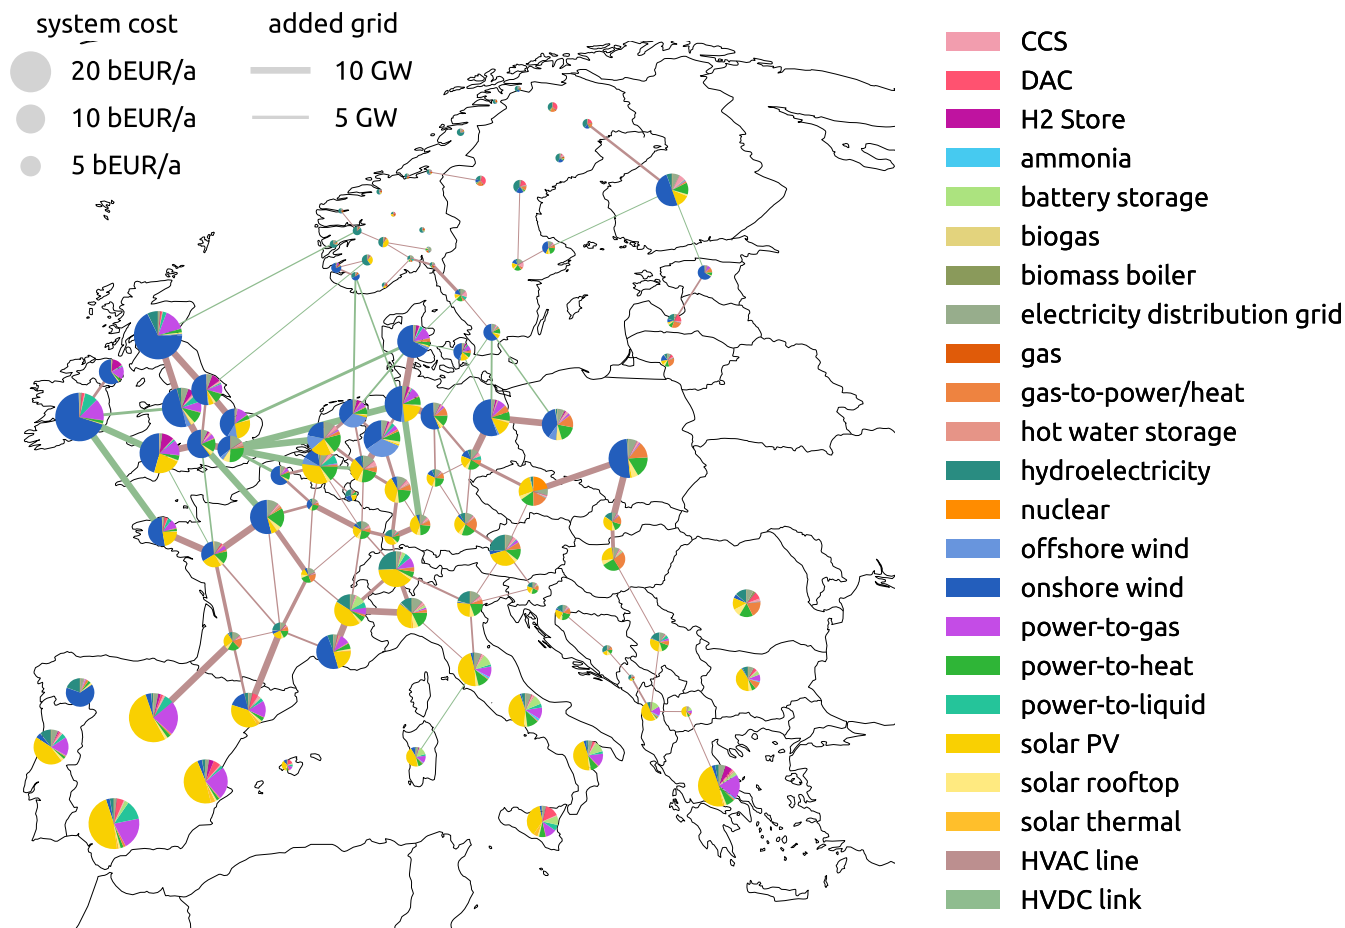 system cost
20 bEUR/a
10 bEUR/a
5 bEUR/a
added grid
10 GW
5 GW
CCS
DAC
H2 Store
ammonia
battery storage
biogas
biomass boiler
electricity distribution grid
gas
gas-to-power/heat
hot water storage
hydroelectricity
nuclear
offshore wind
onshore wind
power-to-gas
power-to-heat
power-to-liquid
solar PV
solar rooftop
solar thermal
HVAC line
HVDC link